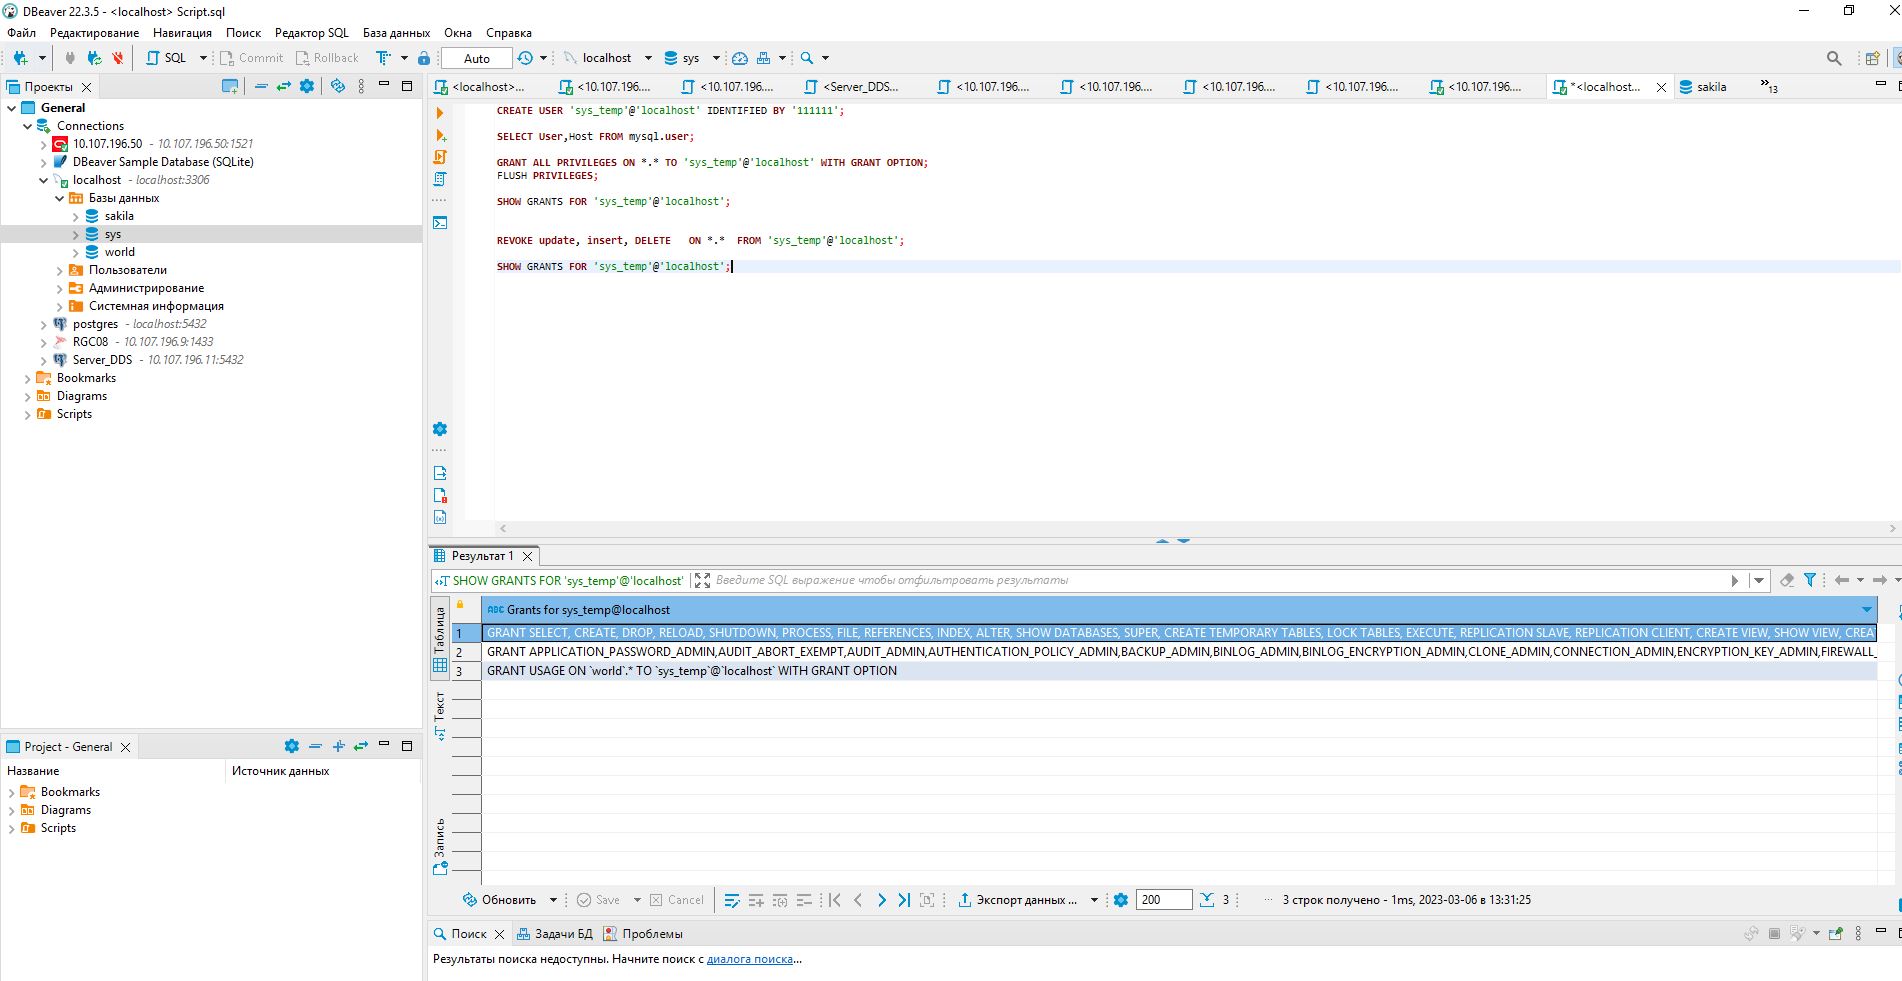 DBeaver 22.3.5 - <localhost> Script.sql
Файл Редактирование Навигация Поиск Редактор SQL База данных Окна Справка
SQL Commit Rollback Auto localhost sys
Проекты
<localhost>... <10.107.196.... <10.107.196.... <Server_DDS... <10.107.196.... <10.107.196.... <10.107.196.... <10.107.196.... <10.107.196.... *<localhost... sakila »13
General
Connections
10.107.196.50 - 10.107.196.50:1521
DBeaver Sample Database (SQLite)
localhost - localhost:3306
Базы данных
sakila
sys
world
Пользователи
Администрирование
Системная информация
postgres - localhost:5432
RGC08 - 10.107.196.9:1433
Server_DDS - 10.107.196.11:5432
Bookmarks
Diagrams
Scripts
CREATE USER 'sys_temp'@'localhost' IDENTIFIED BY '111111';
SELECT User,Host FROM mysql.user;
GRANT ALL PRIVILEGES ON *.* TO 'sys_temp'@'localhost' WITH GRANT OPTION;
FLUSH PRIVILEGES;
SHOW GRANTS FOR 'sys_temp'@'localhost';
REVOKE update, insert, DELETE ON *.* FROM 'sys_temp'@'localhost';
SHOW GRANTS FOR 'sys_temp'@'localhost';
Результат 1
SHOW GRANTS FOR 'sys_temp'@'localhost' Введите SQL выражение чтобы отфильтровать результаты
Таблица
Текст
Запись
ABC Grants for sys_temp@localhost
1 GRANT SELECT, CREATE, DROP, RELOAD, SHUTDOWN, PROCESS, FILE, REFERENCES, INDEX, ALTER, SHOW DATABASES, SUPER, CREATE TEMPORARY TABLES, LOCK TABLES, EXECUTE, REPLICATION SLAVE, REPLICATION CLIENT, CREATE VIEW, SHOW VIEW, CREA
2 GRANT APPLICATION_PASSWORD_ADMIN,AUDIT_ABORT_EXEMPT,AUDIT_ADMIN,AUTHENTICATION_POLICY_ADMIN,BACKUP_ADMIN,BINLOG_ADMIN,BINLOG_ENCRYPTION_ADMIN,CLONE_ADMIN,CONNECTION_ADMIN,ENCRYPTION_KEY_ADMIN,FIREWALL_
3 GRANT USAGE ON `world`.* TO `sys_temp`@`localhost` WITH GRANT OPTION
Обновить Save Cancel Экспорт данных ... 200 3 ··· 3 строк получено - 1ms, 2023-03-06 в 13:31:25
Project - General
Название Источник данных
Bookmarks
Diagrams
Scripts
Поиск Задачи БД Проблемы
Результаты поиска недоступны. Начните поиск с диалога поиска...